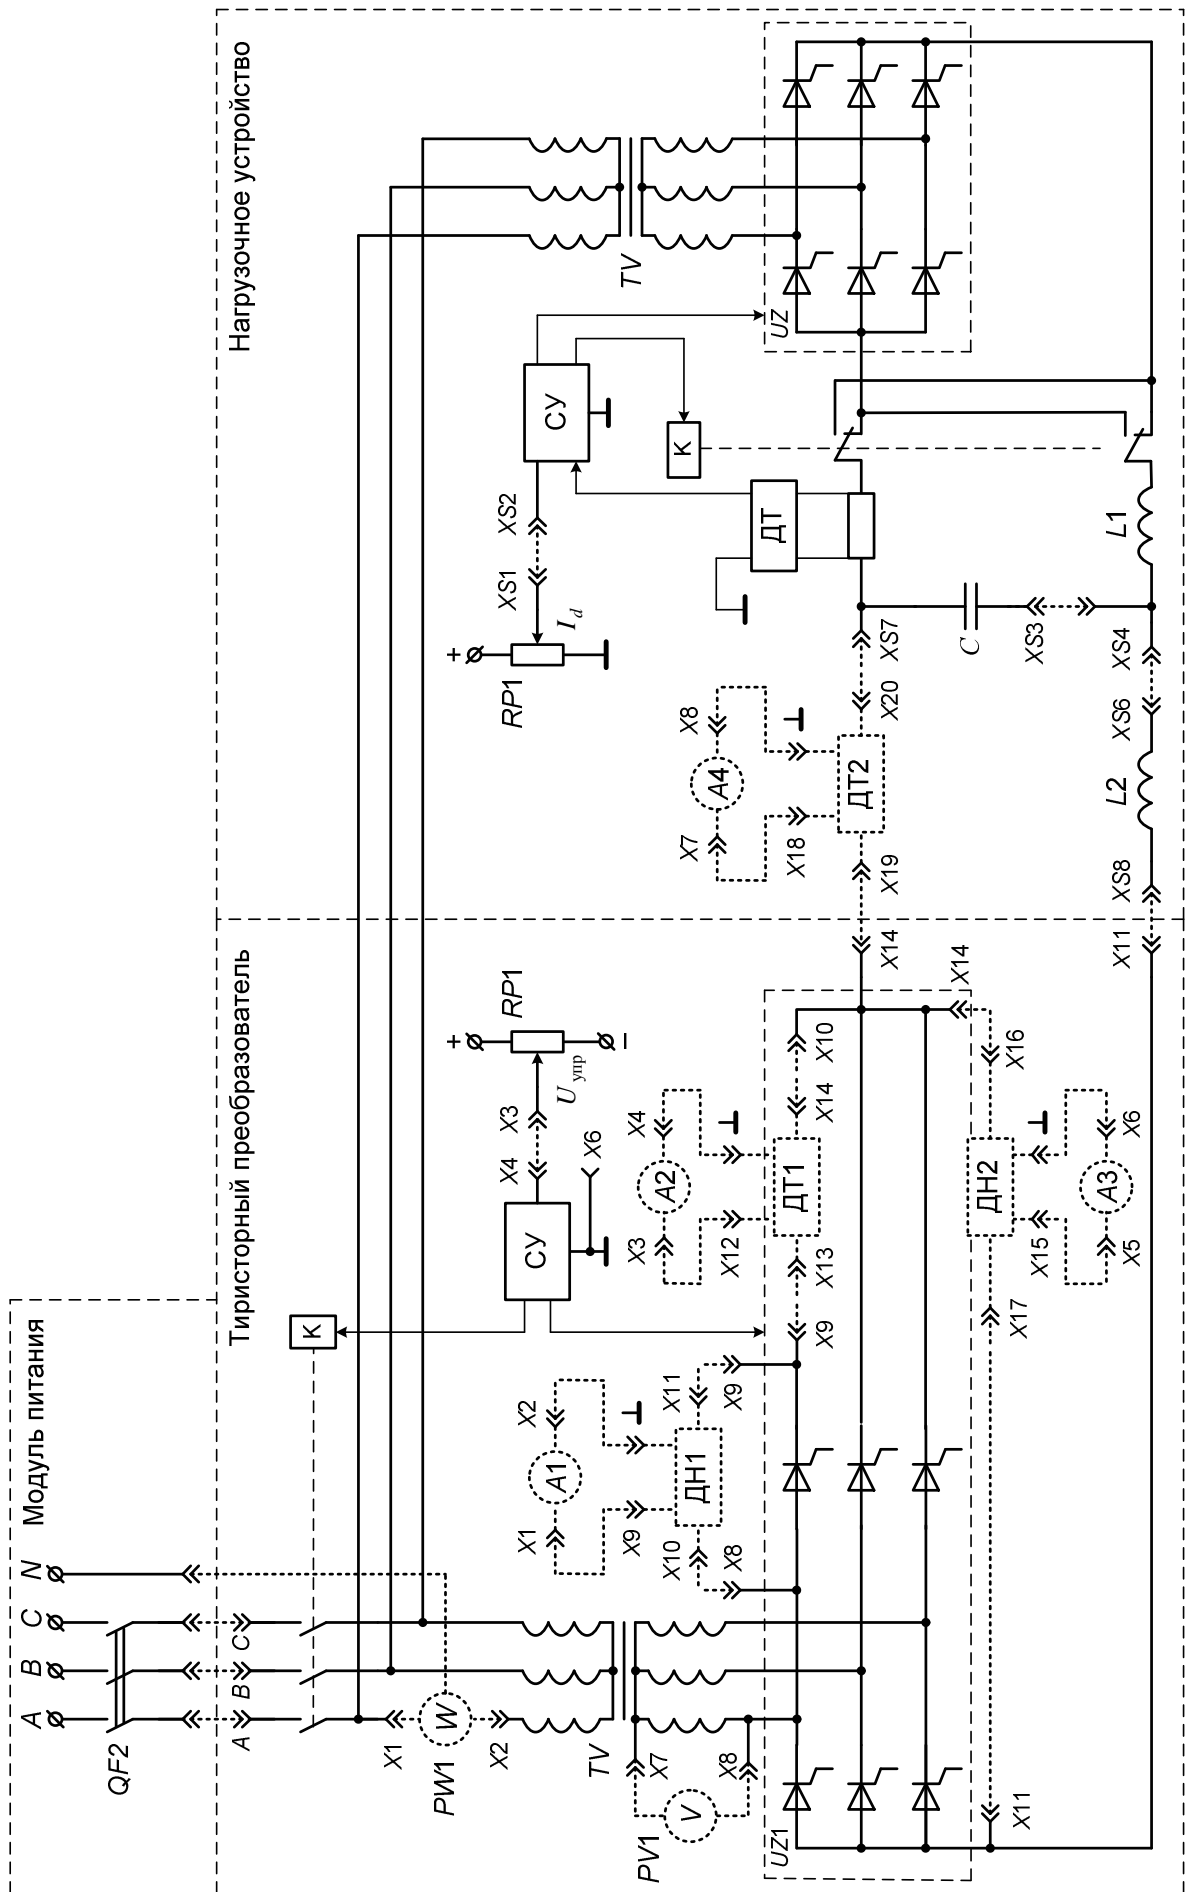 Модуль питания
A
B
C
N
QF2
Тиристорный преобразователь
Нагрузочное устройство
A
B
C
К
X1
W
X2
PW1
TV
X7
X8
V
PV1
X1
A1
X2
X9
ДН1
X10
X8
X11
X9
СУ
X4
X3
X6
+
RP1
–
U упр
X3
A2
X4
X12
ДТ1
X9
X13
X14
X10
UZ1
X11
X17
ДН2
X16
X14
X15
X5
A3
X6
X11
X14
X19
ДТ2
X20
XS7
X18
X7
A4
X8
+
RP1
I d
XS1
XS2
СУ
К
ДТ
TV
UZ
C
XS3
XS8
L2
XS6
XS4
L1